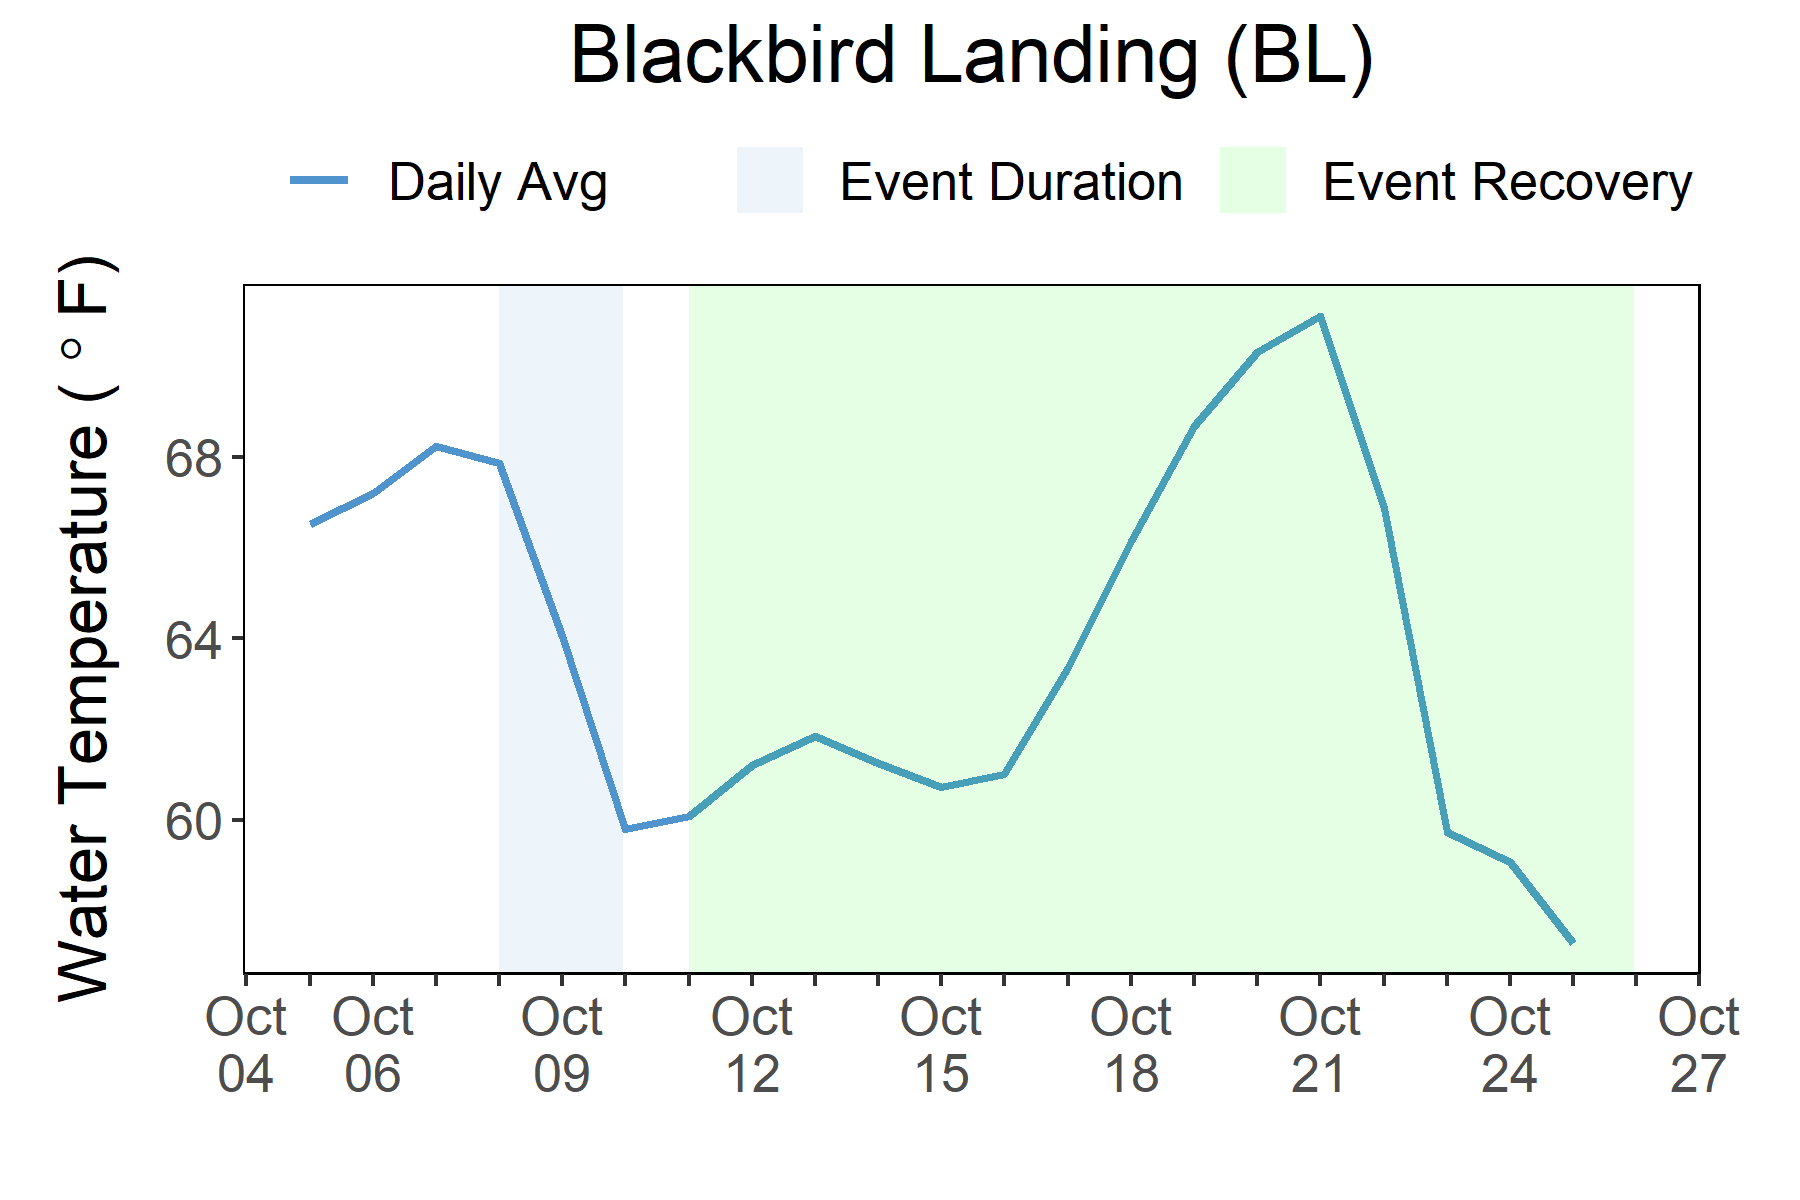 Blackbird Landing (BL)
Daily Avg
Event Duration
Event Recovery
Water Temperature ( ° F)
68
64
60
Oct 04
Oct 06
Oct 09
Oct 12
Oct 15
Oct 18
Oct 21
Oct 24
Oct 27